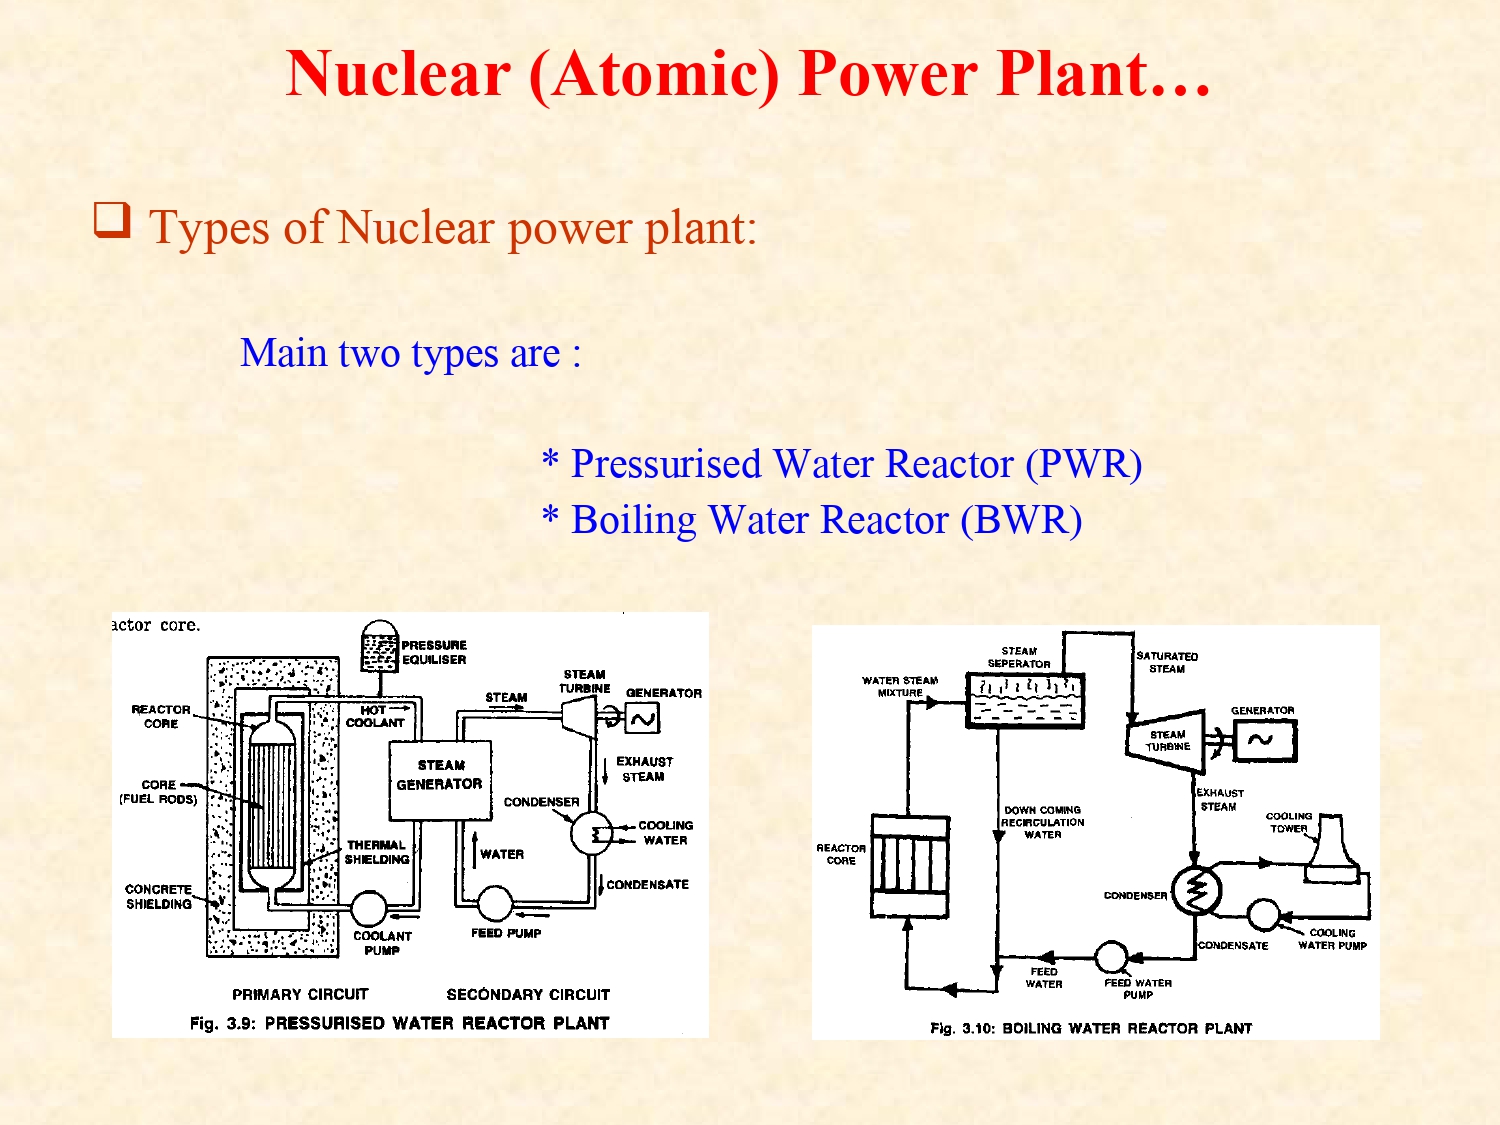 Nuclear (Atomic) Power Plant…
Types of Nuclear power plant:
Main two types are :
* Pressurised Water Reactor (PWR)
* Boiling Water Reactor (BWR)
actor core.
PRESSURE
EQUILISER
REACTOR
CORE
HOT
COOLANT
STEAM
STEAM
TURBINE
GENERATOR
CORE
(FUEL RODS)
STEAM
GENERATOR
EXHAUST
STEAM
CONDENSER
COOLING
WATER
THERMAL
SHIELDING
WATER
CONCRETE
SHIELDING
CONDENSATE
COOLANT
PUMP
FEED PUMP
PRIMARY CIRCUIT
SECONDARY CIRCUIT
Fig. 3.9: PRESSURISED WATER REACTOR PLANT
STEAM
SEPERATOR
SATURATED
STEAM
WATER STEAM
MIXTURE
GENERATOR
STEAM
TURBINE
EXHAUST
STEAM
DOWN COMING
RECIRCULATION
WATER
COOLING
TOWER
REACTOR
CORE
CONDENSER
COOLING
WATER PUMP
CONDENSATE
FEED
WATER
FEED WATER
PUMP
Fig. 3.10: BOILING WATER REACTOR PLANT